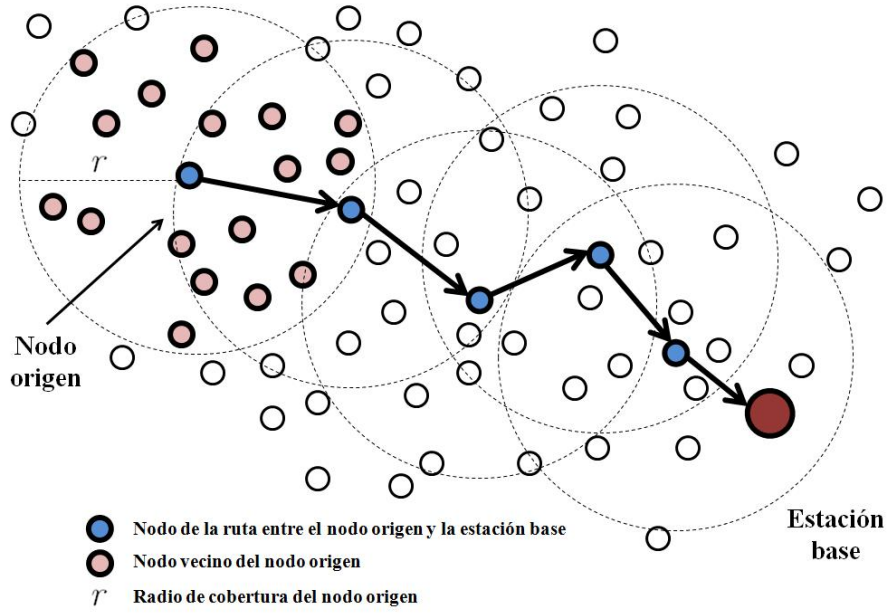 r
Nodo
origen
Estación
base
Nodo de la ruta entre el nodo origen y la estación base
Nodo vecino del nodo origen
r Radio de cobertura del nodo origen